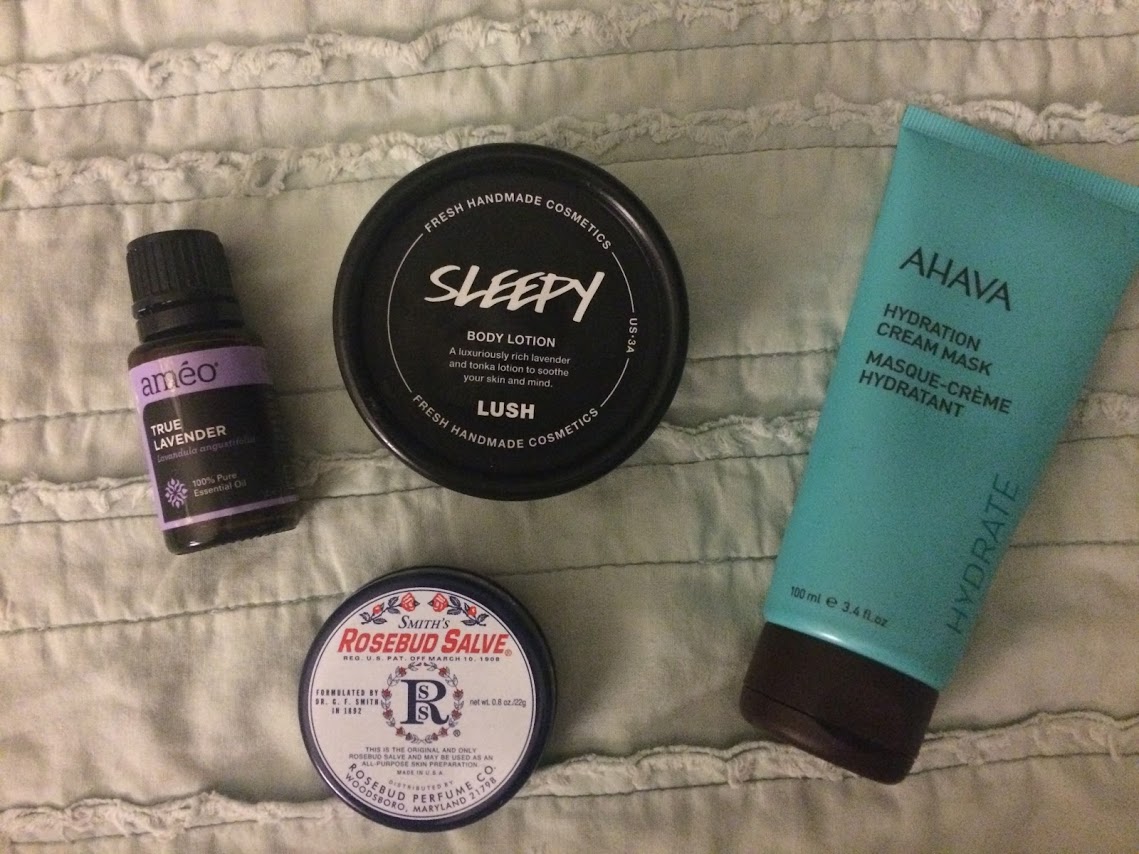 améo®
TRUE
LAVENDER
Lavandula angustifolia
100% Pure
Essential Oil
FRESH HANDMADE COSMETICS
SLEEPY
BODY LOTION
A luxuriously rich lavender
and tonka lotion to soothe
your skin and mind.
LUSH
FRESH HANDMADE COSMETICS
US-3A
AHAVA
HYDRATION
CREAM MASK
MASQUE-CRÈME
HYDRATANT
HYDRATE
100 ml e 3.4 fl.oz
SMITH'S
ROSEBUD SALVE®
REG. U.S. PAT. OFF MARCH 10, 1908
FORMULATED BY
DR. G. F. SMITH
IN 1892
RSS®
net wt. 0.8 oz./22g
THIS IS THE ORIGINAL AND ONLY
ROSEBUD SALVE AND MAY BE USED AS AN
ALL-PURPOSE SKIN PREPARATION.
MADE IN U.S.A.
DISTRIBUTED BY
ROSEBUD PERFUME CO.
WOODSBORO, MARYLAND 21798